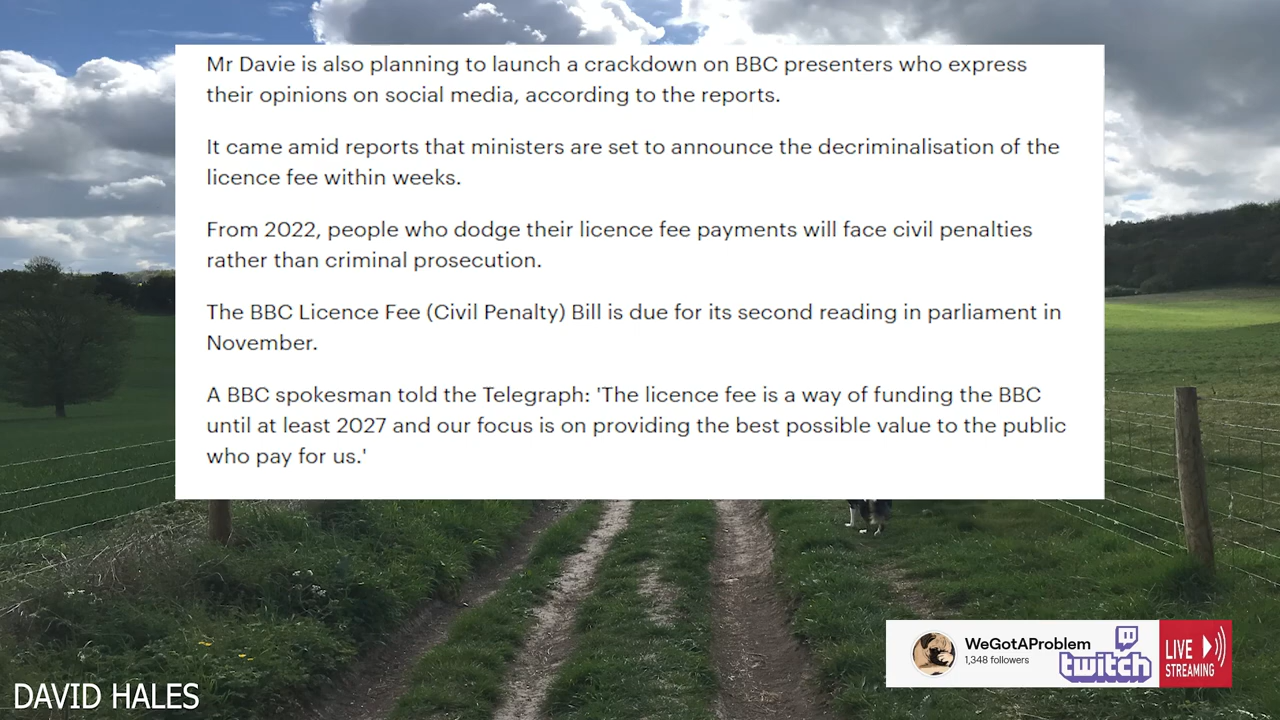 Mr Davie is also planning to launch a crackdown on BBC presenters who express
their opinions on social media, according to the reports.
It came amid reports that ministers are set to announce the decriminalisation of the
licence fee within weeks.
From 2022, people who dodge their licence fee payments will face civil penalties
rather than criminal prosecution.
The BBC Licence Fee (Civil Penalty) Bill is due for its second reading in parliament in
November.
A BBC spokesman told the Telegraph: 'The licence fee is a way of funding the BBC
until at least 2027 and our focus is on providing the best possible value to the public
who pay for us.'
WeGotAProblem
1,348 followers
twitch
LIVE
STREAMING
DAVID HALES